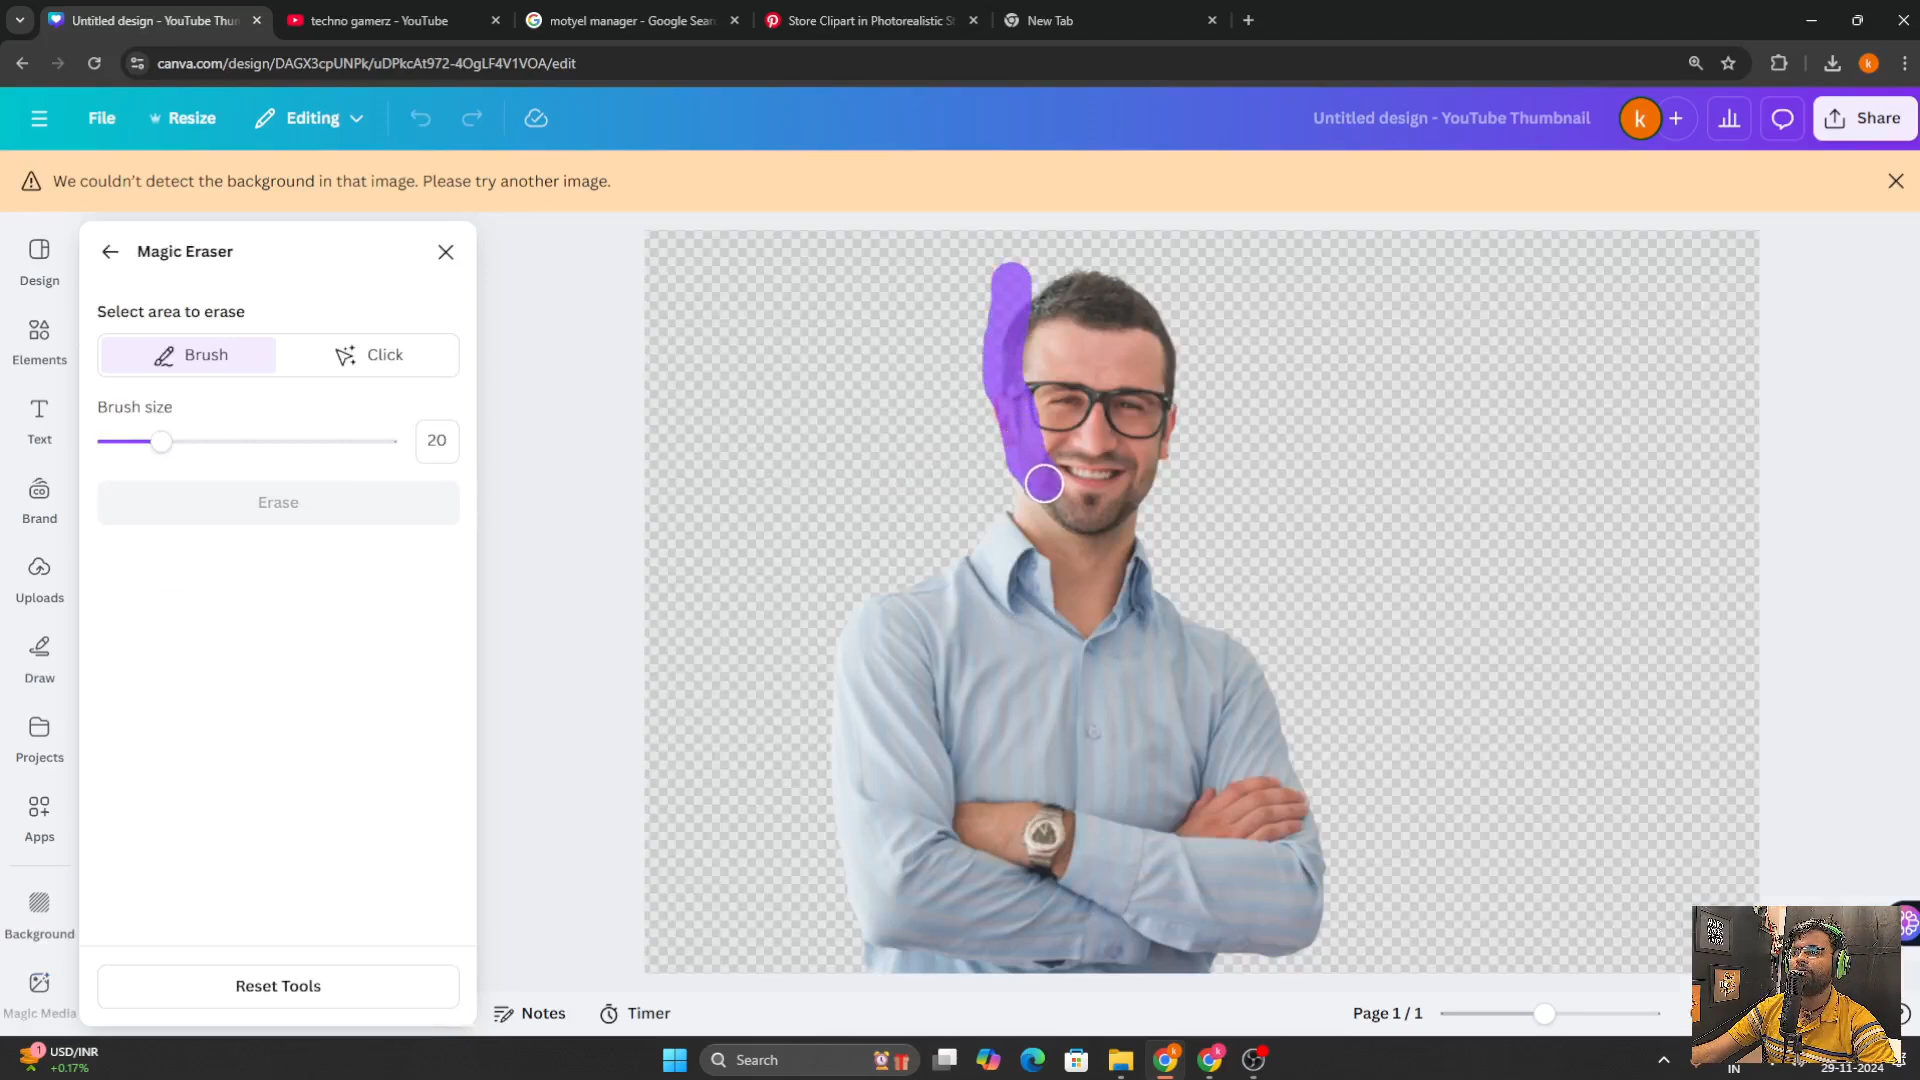 Untitled design - YouTube Thun
techno gamerz - YouTube
motyel manager - Google Sear
Store Clipart in Photorealistic St
New Tab
canva.com/design/DAGX3cpUNPk/uDPkcAt972-4OgLF4V1VOA/edit
File
Resize
Editing
Untitled design - YouTube Thumbnail
k
Share
We couldn't detect the background in that image. Please try another image.
Design
Elements
Text
Brand
Uploads
Draw
Projects
Apps
Background
Magic Media
Magic Eraser
Select area to erase
Brush
Click
Brush size
20
Erase
Reset Tools
Notes
Timer
Page 1 / 1
1
USD/INR
+0.17%
Search
IN
29-11-2024